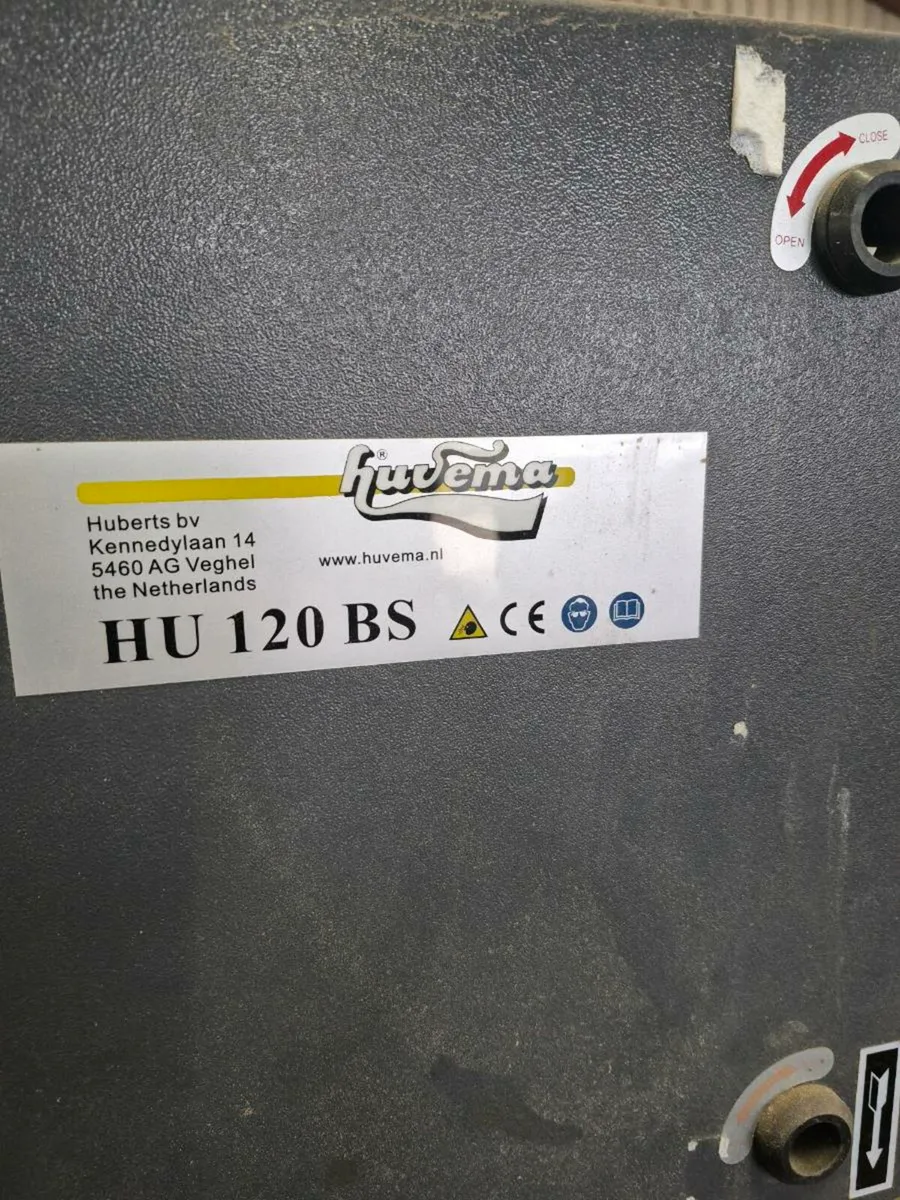 CLOSE
OPEN
huvema®
Huberts bv
Kennedylaan 14
5460 AG Veghel
the Netherlands
www.huvema.nl
HU 120 BS
CE